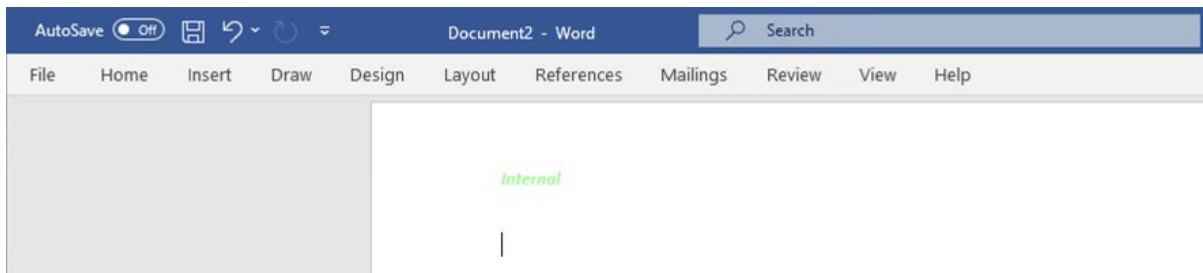 AutoSave Off Document2 - Word Search
File Home Insert Draw Design Layout References Mailings Review View Help
Internal